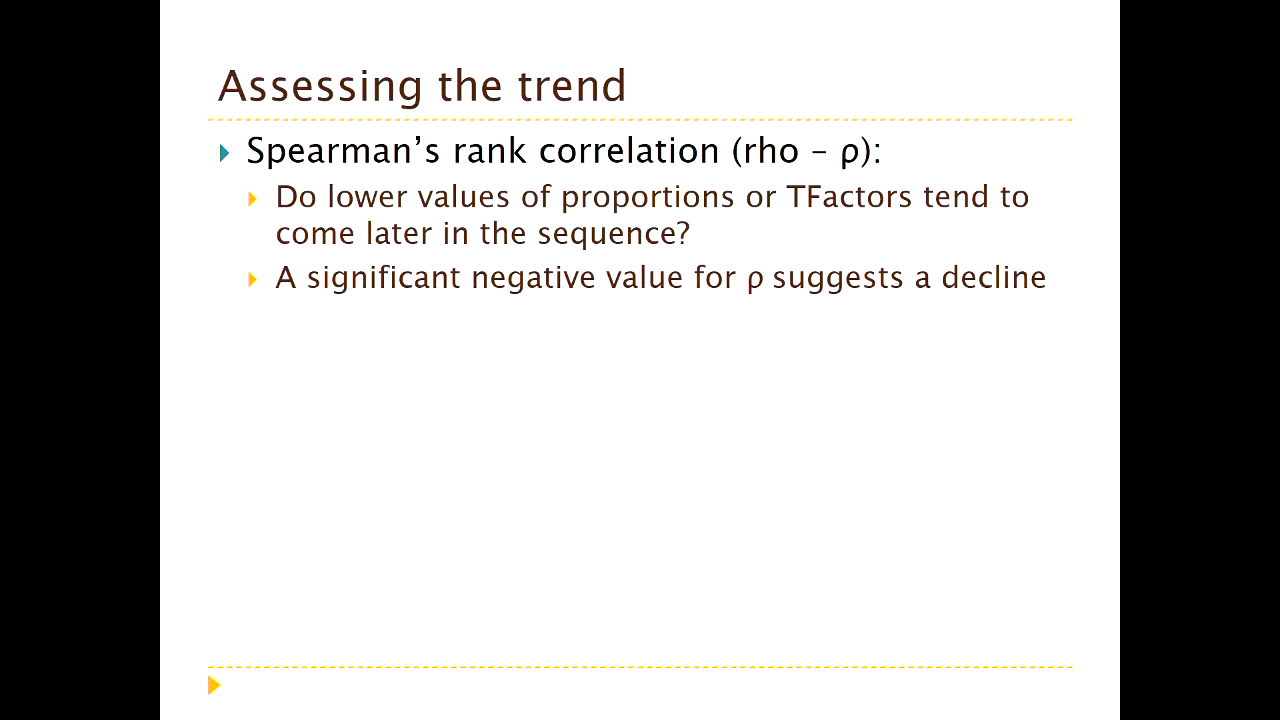 Assessing the trend
Spearman’s rank correlation (rho – ρ):
Do lower values of proportions or TFactors tend to
come later in the sequence?
A significant negative value for ρ suggests a decline